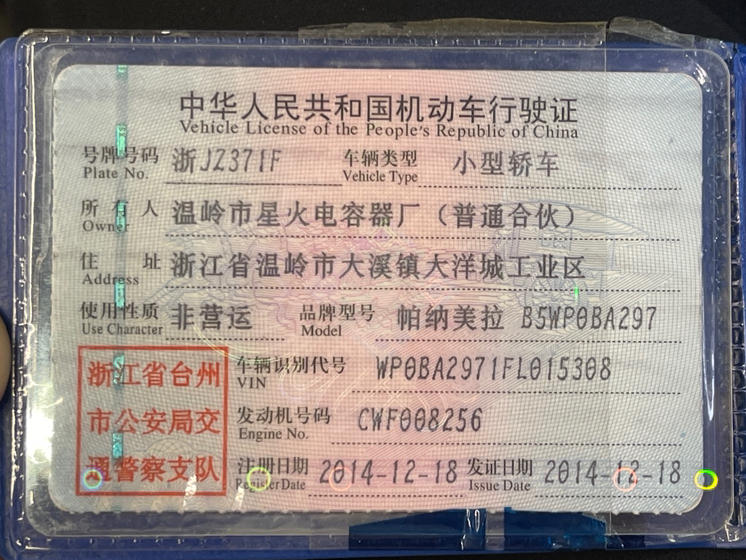 中华人民共和国机动车行驶证
Vehicle License of the People's Republic of China
号牌号码 浙JZ371F 车辆类型 小型轿车
Plate No. Vehicle Type
所有人 温岭市星火电容器厂（普通合伙）
Owner
住址 浙江省温岭市大溪镇大洋城工业区
Address
使用性质 非营运 品牌型号 帕纳美拉 B5WP0BA297
Use Character Model
浙江省台州
市公安局交
通警察支队
车辆识别代号 WP0BA2971FL015308
VIN
发动机号码 CWF008256
Engine No.
注册日期 2014-12-18 发证日期 2014-12-18
Register Date Issue Date